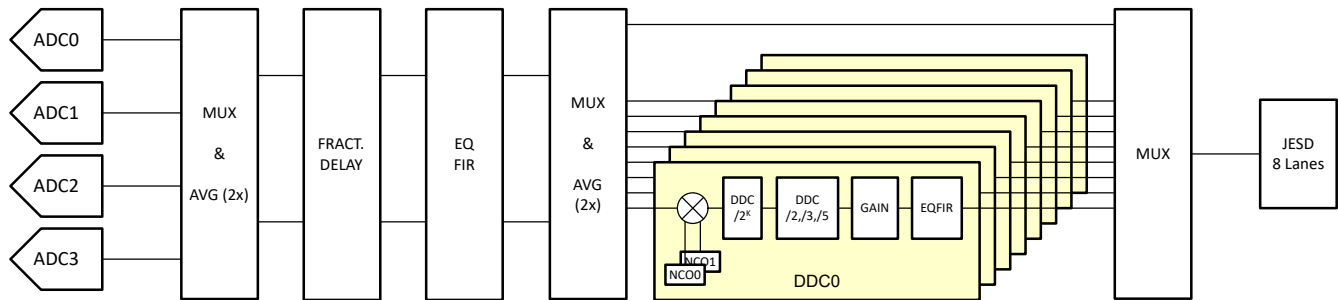 ADC0
ADC1
ADC2
ADC3
MUX
&
AVG (2x)
FRACT.
DELAY
EQ
FIR
MUX
&
AVG
(2x)
DDC
/2ᴷ
DDC
/2,/3,/5
GAIN
EQFIR
NCO1
NCO0
DDC0
MUX
JESD
8 Lanes